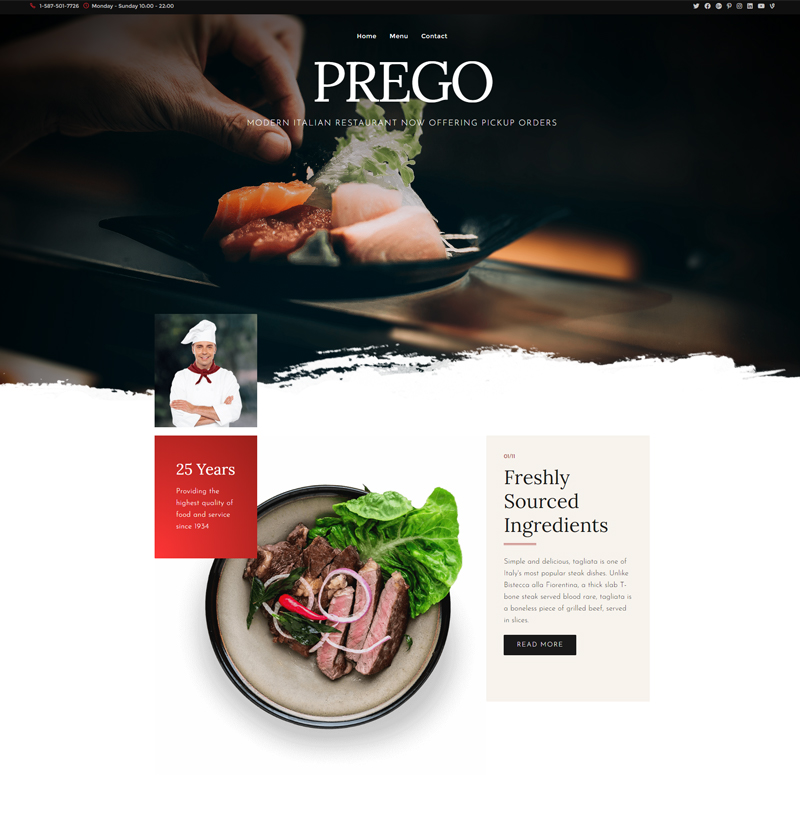 1-587-501-7726 Monday - Sunday 10:00 - 22:00
Home Menu Contact
PREGO
MODERN ITALIAN RESTAURANT NOW OFFERING PICKUP ORDERS
25 Years
Providing the
highest quality of
food and service
since 1934
01/11
Freshly
Sourced
Ingredients
Simple and delicious, tagliata is one of
Italy's most popular steak dishes. Unlike
Bistecca alla Fiorentina, a thick slab T-
bone steak served blood rare, tagliata is
a boneless piece of grilled beef, served
in slices.
READ MORE